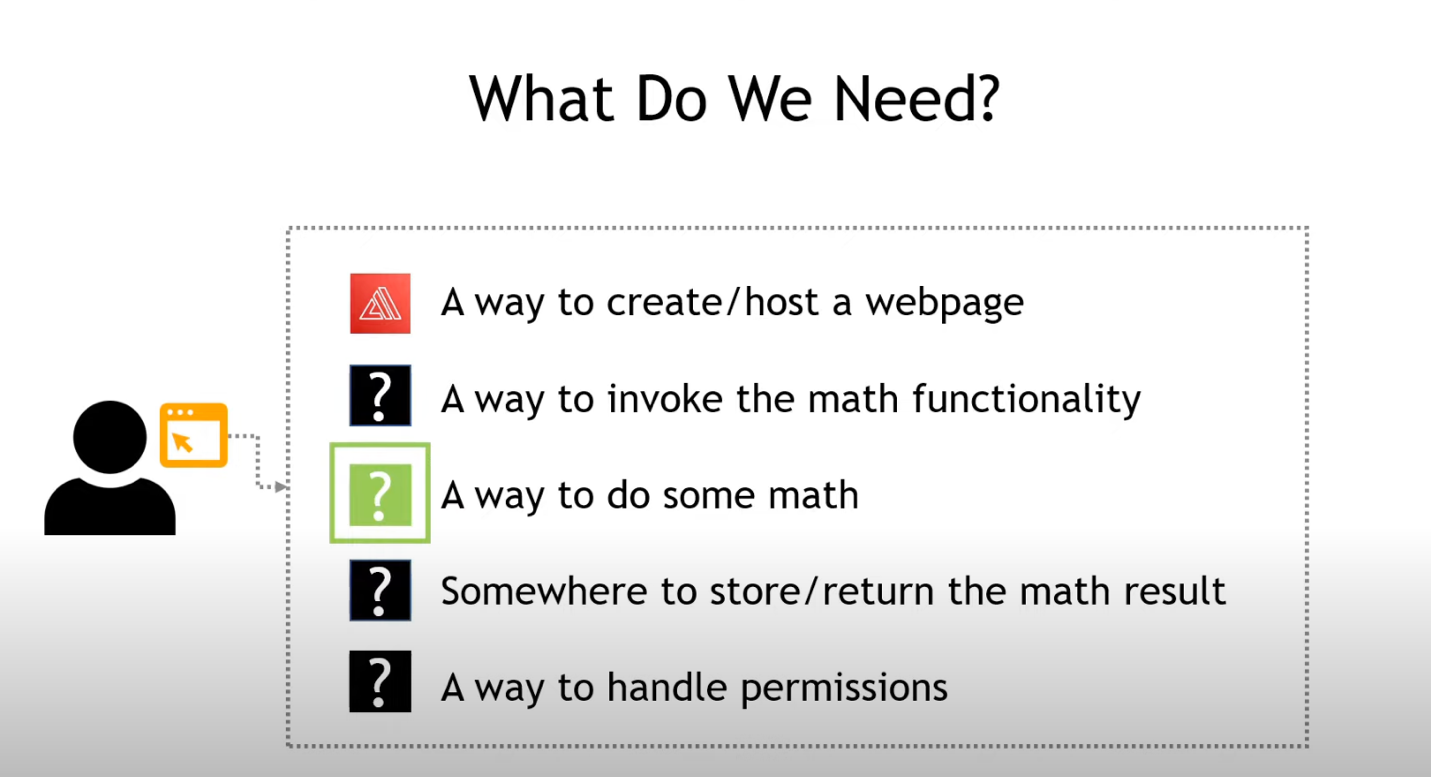 What Do We Need?
A way to create/host a webpage
? A way to invoke the math functionality
? A way to do some math
? Somewhere to store/return the math result
? A way to handle permissions